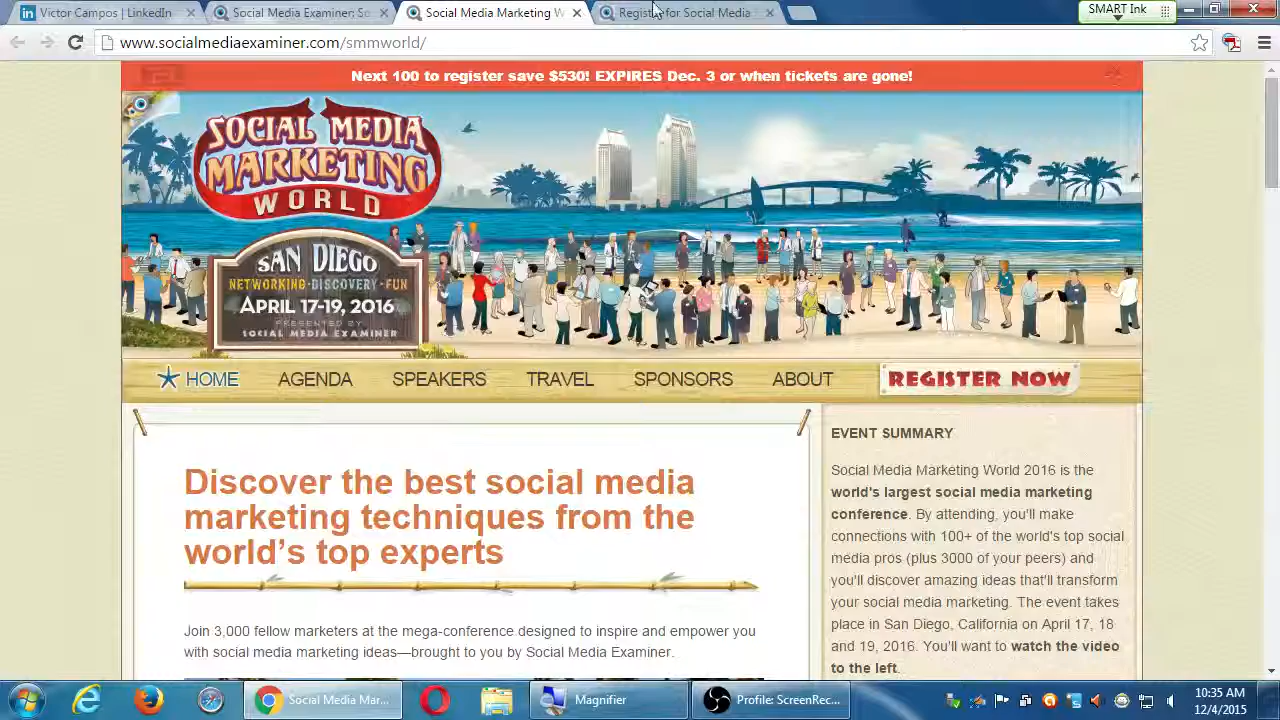 Victor Campos | LinkedIn
Social Media Examiner: So
Social Media Marketing W
Register for Social Media
SMART Ink
www.socialmediaexaminer.com/smmworld/
Next 100 to register save $530! EXPIRES Dec. 3 or when tickets are gone!
SOCIAL MEDIA
MARKETING
WORLD
SAN DIEGO
NETWORKING · DISCOVERY · FUN
APRIL 17-19, 2016
PRESENTED BY
SOCIAL MEDIA EXAMINER
HOME
AGENDA
SPEAKERS
TRAVEL
SPONSORS
ABOUT
REGISTER NOW
Discover the best social media
marketing techniques from the
world's top experts
Join 3,000 fellow marketers at the mega-conference designed to inspire and empower you
with social media marketing ideas—brought to you by Social Media Examiner.
EVENT SUMMARY
Social Media Marketing World 2016 is the
world's largest social media marketing
conference. By attending, you'll make
connections with 100+ of the world's top social
media pros (plus 3000 of your peers) and
you'll discover amazing ideas that'll transform
your social media marketing. The event takes
place in San Diego, California on April 17, 18
and 19, 2016. You'll want to watch the video
to the left.
Social Media Mar...
Magnifier
Profile: ScreenRec...
10:35 AM
12/4/2015